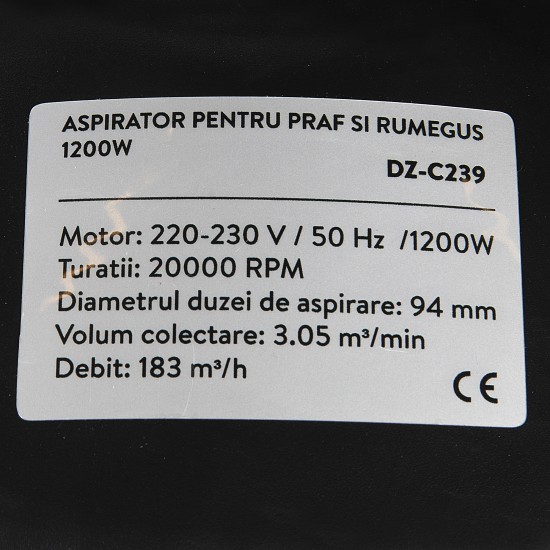 ASPIRATOR PENTRU PRAF SI RUMEGUS
1200W
DZ-C239
Motor: 220-230 V / 50 Hz /1200W
Turatii: 20000 RPM
Diametrul duzei de aspirare: 94 mm
Volum colectare: 3.05 m³/min
Debit: 183 m³/h
CE